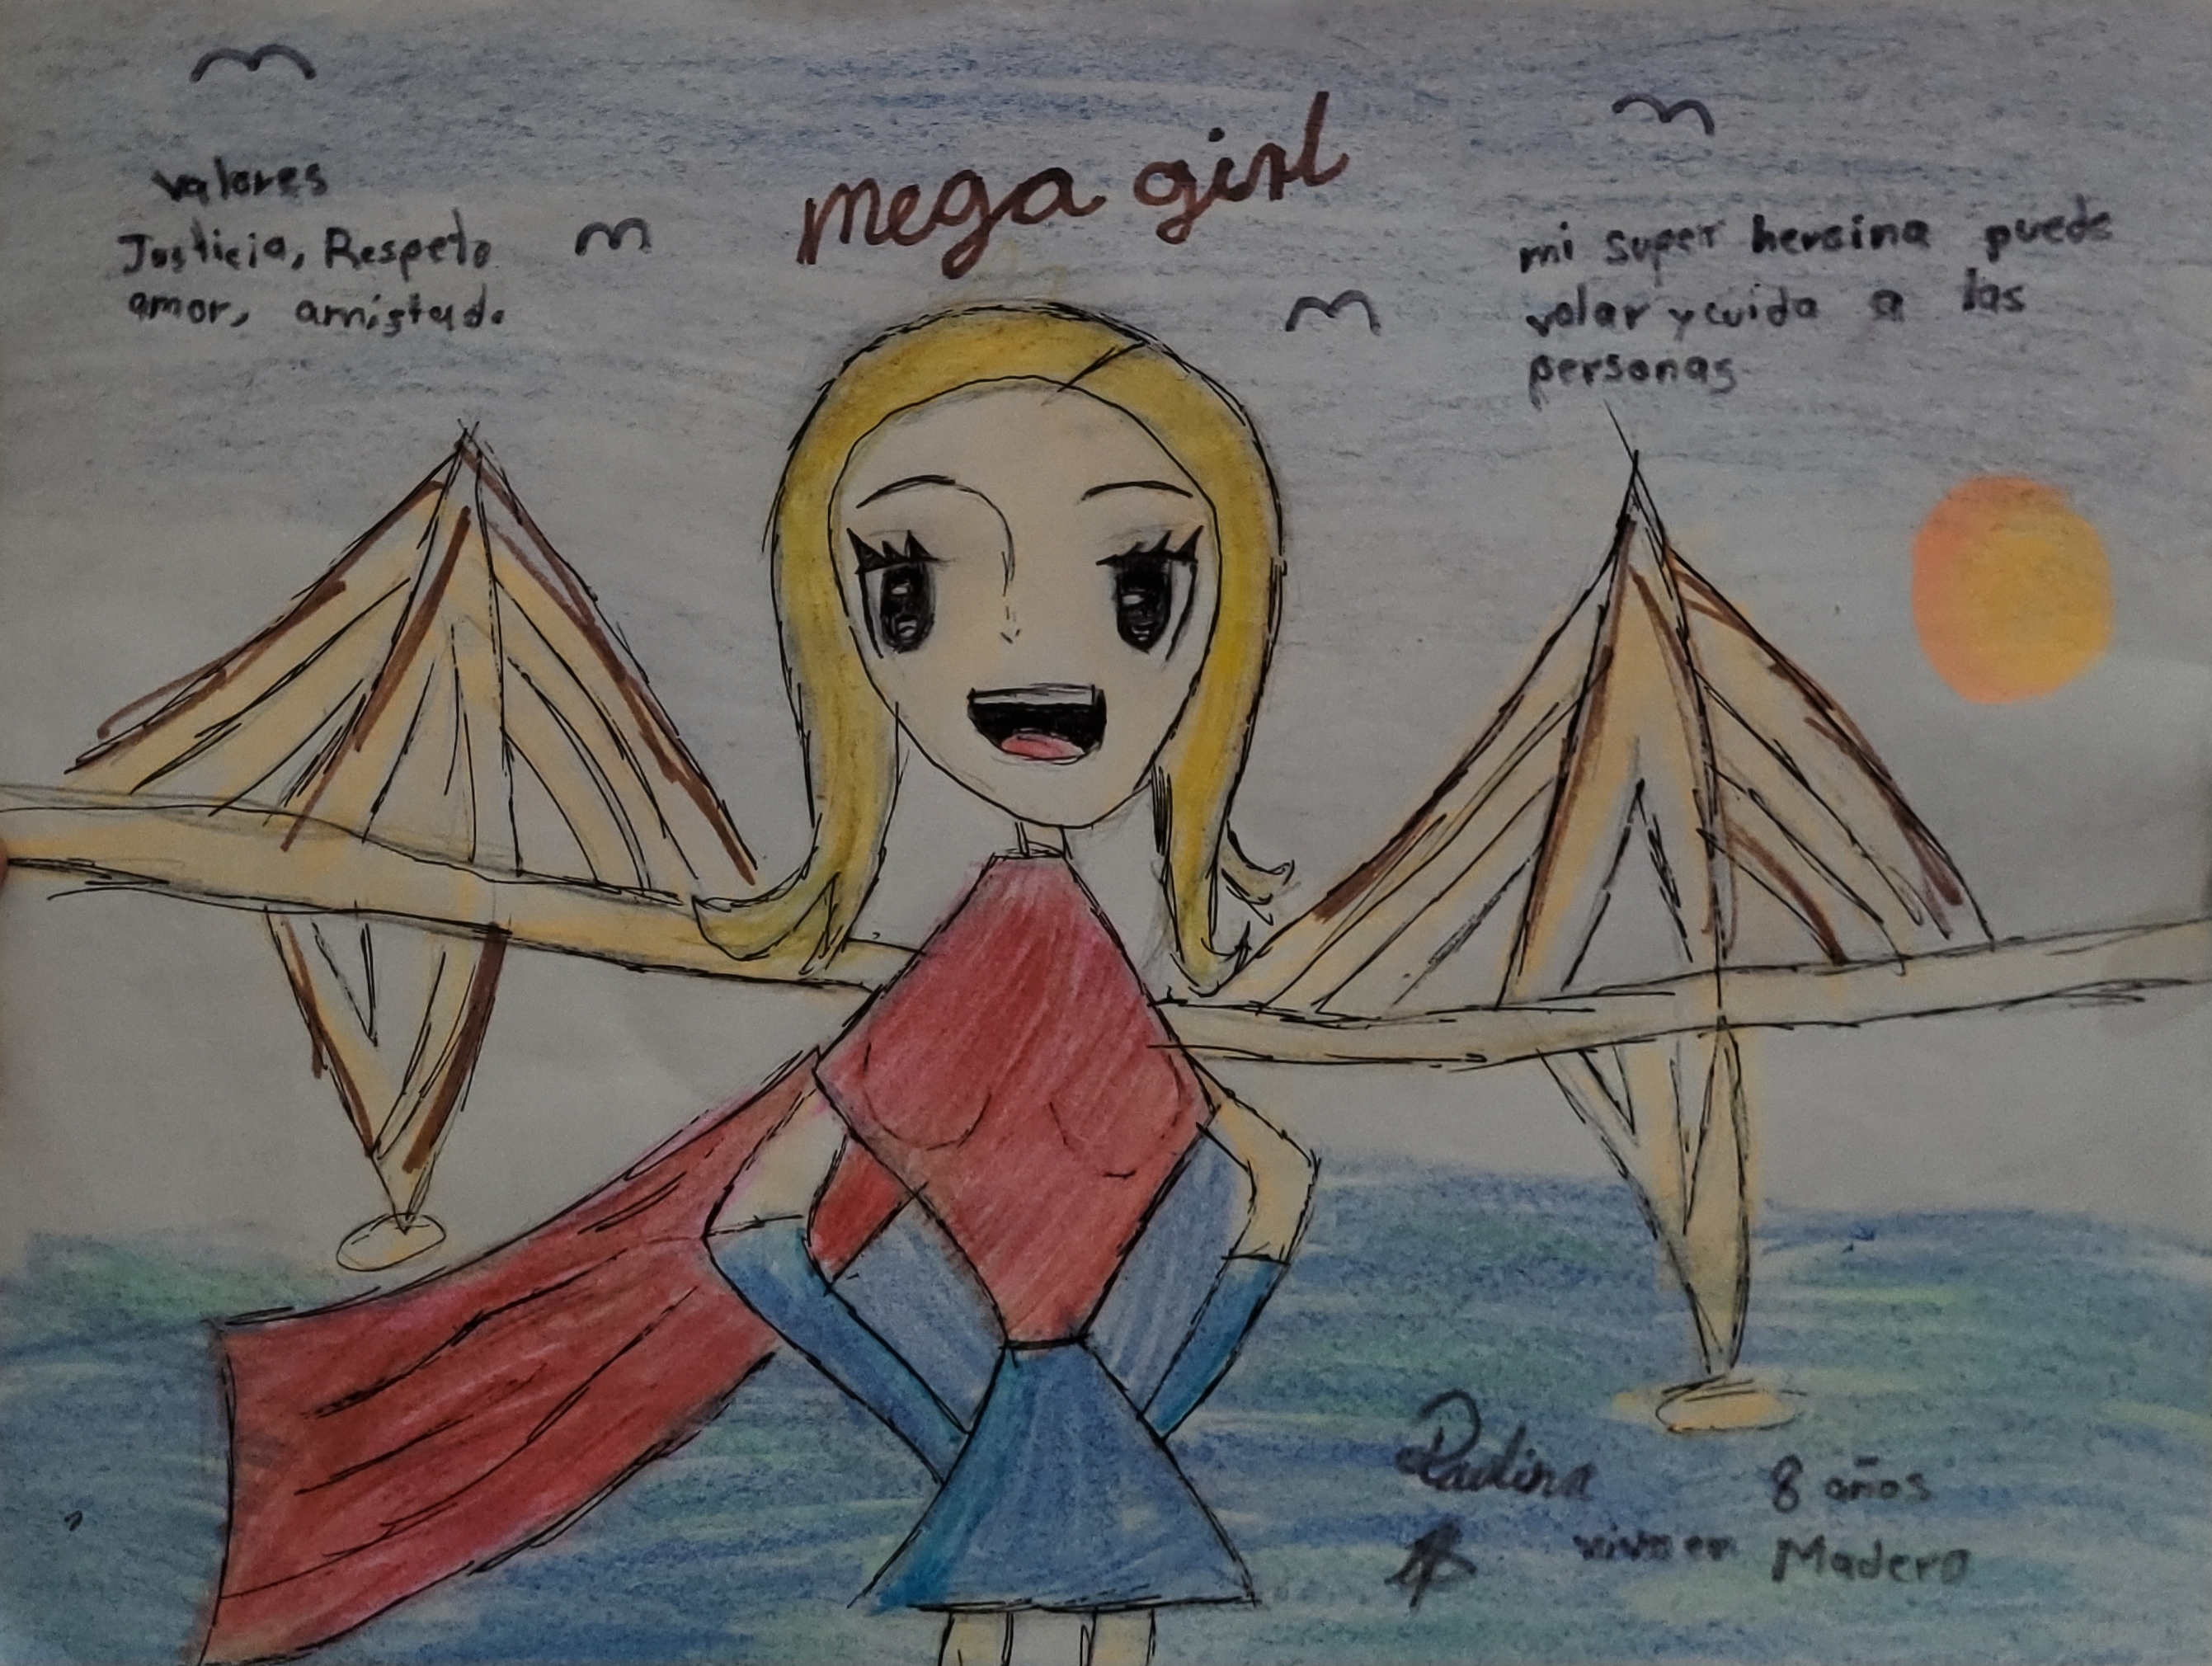 mega girl
valores
Justicia, Respeto
amor, amistad.
mi super heroina puede
volar y cuida a las
personas
Paulina 8 años
vivo en Madero